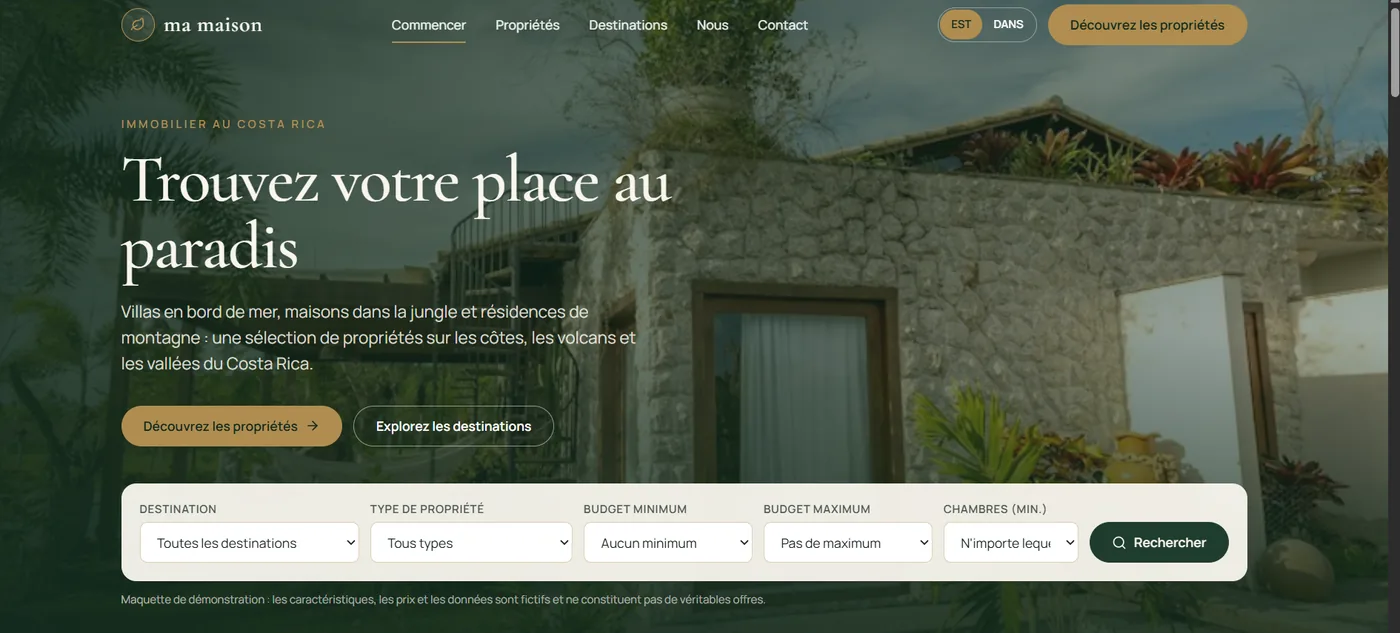 ma maison
Commencer
Propriétés
Destinations
Nous
Contact
EST
DANS
Découvrez les propriétés
IMMOBILIER AU COSTA RICA
Trouvez votre place au
paradis
Villas en bord de mer, maisons dans la jungle et résidences de
montagne : une sélection de propriétés sur les côtes, les volcans et
les vallées du Costa Rica.
Découvrez les propriétés
Explorez les destinations
DESTINATION
TYPE DE PROPRIÉTÉ
BUDGET MINIMUM
BUDGET MAXIMUM
CHAMBRES (MIN.)
Toutes les destinations
Tous types
Aucun minimum
Pas de maximum
N'importe leque
Rechercher
Maquette de démonstration : les caractéristiques, les prix et les données sont fictifs et ne constituent pas de véritables offres.